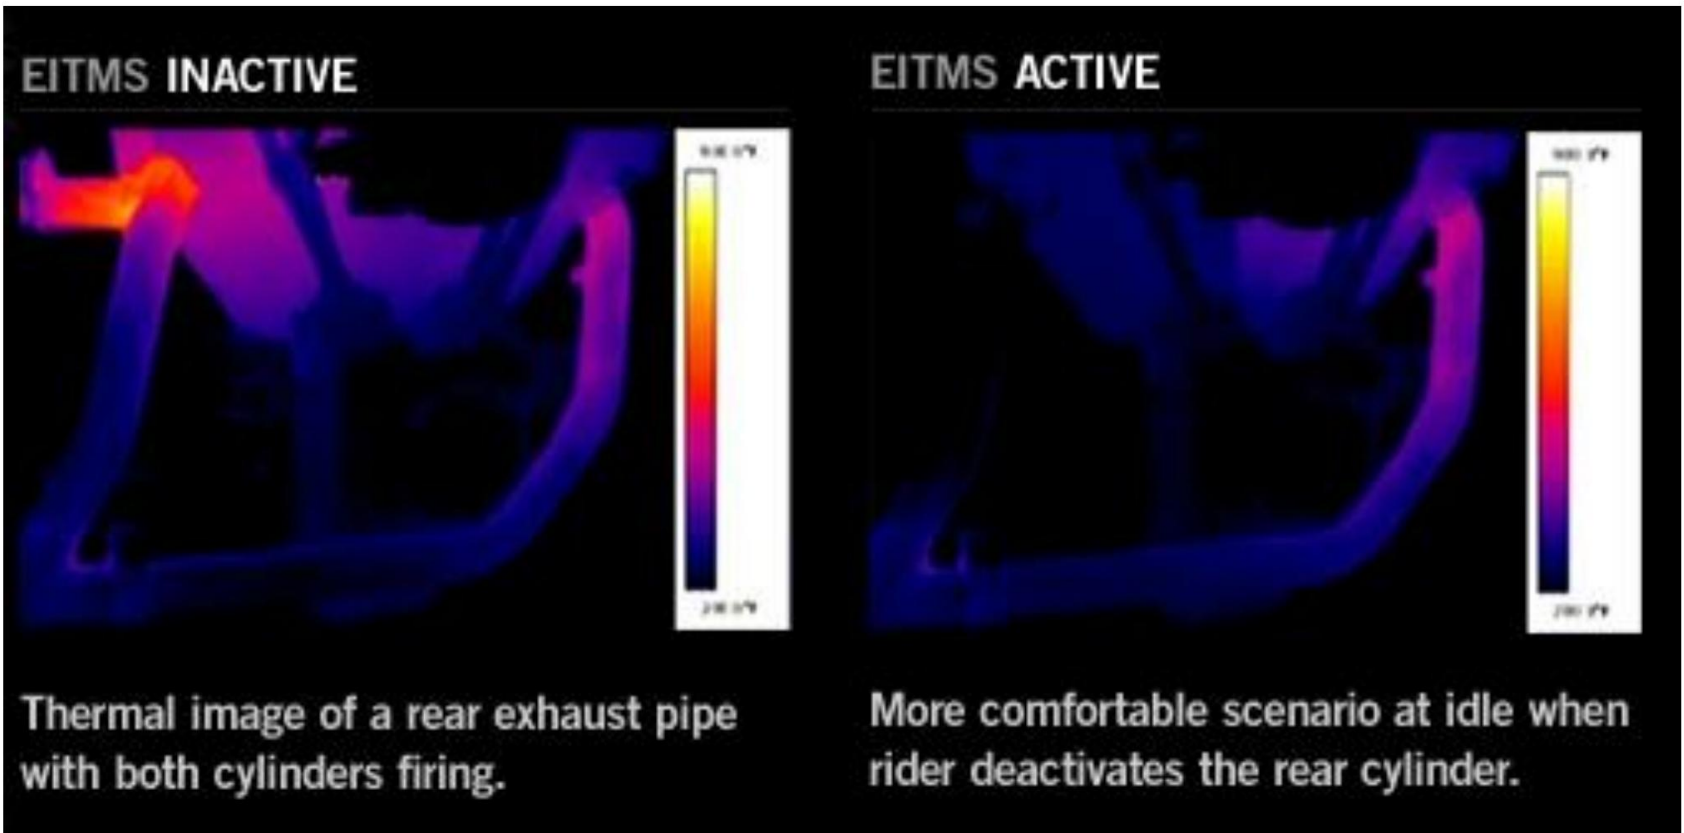 EITMS INACTIVE
EITMS ACTIVE
Thermal image of a rear exhaust pipe
with both cylinders firing.
More comfortable scenario at idle when
rider deactivates the rear cylinder.